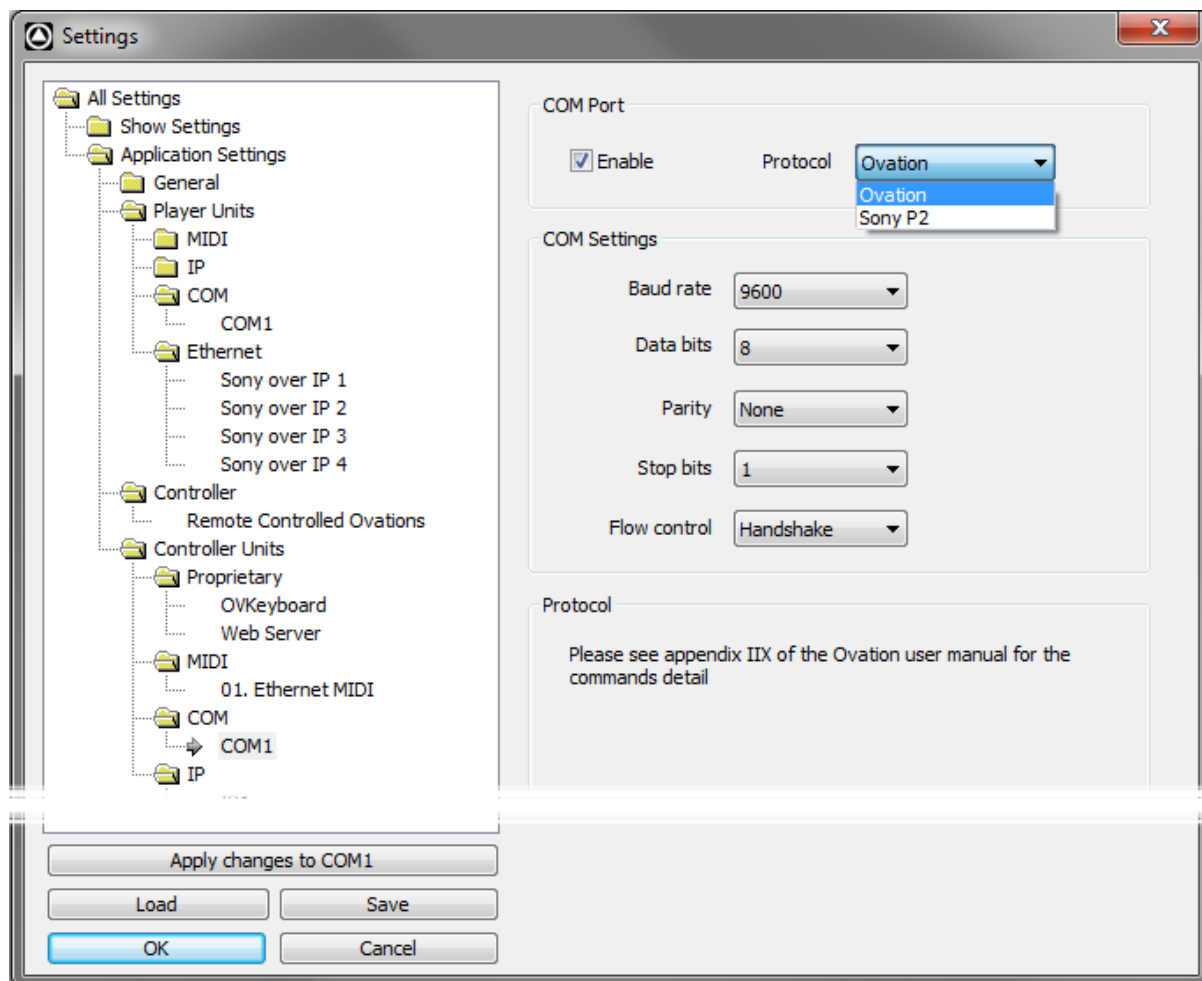 Settings
All Settings
Show Settings
Application Settings
General
Player Units
MIDI
IP
COM
COM1
Ethernet
Sony over IP 1
Sony over IP 2
Sony over IP 3
Sony over IP 4
Controller
Remote Controlled Ovations
Controller Units
Proprietary
OVKeyboard
Web Server
MIDI
01. Ethernet MIDI
COM
COM1
IP
Apply changes to COM1
Load Save
OK Cancel
COM Port
Enable Protocol Ovation
Ovation
Sony P2
COM Settings
Baud rate 9600
Data bits 8
Parity None
Stop bits 1
Flow control Handshake
Protocol
Please see appendix IIX of the Ovation user manual for the
commands detail